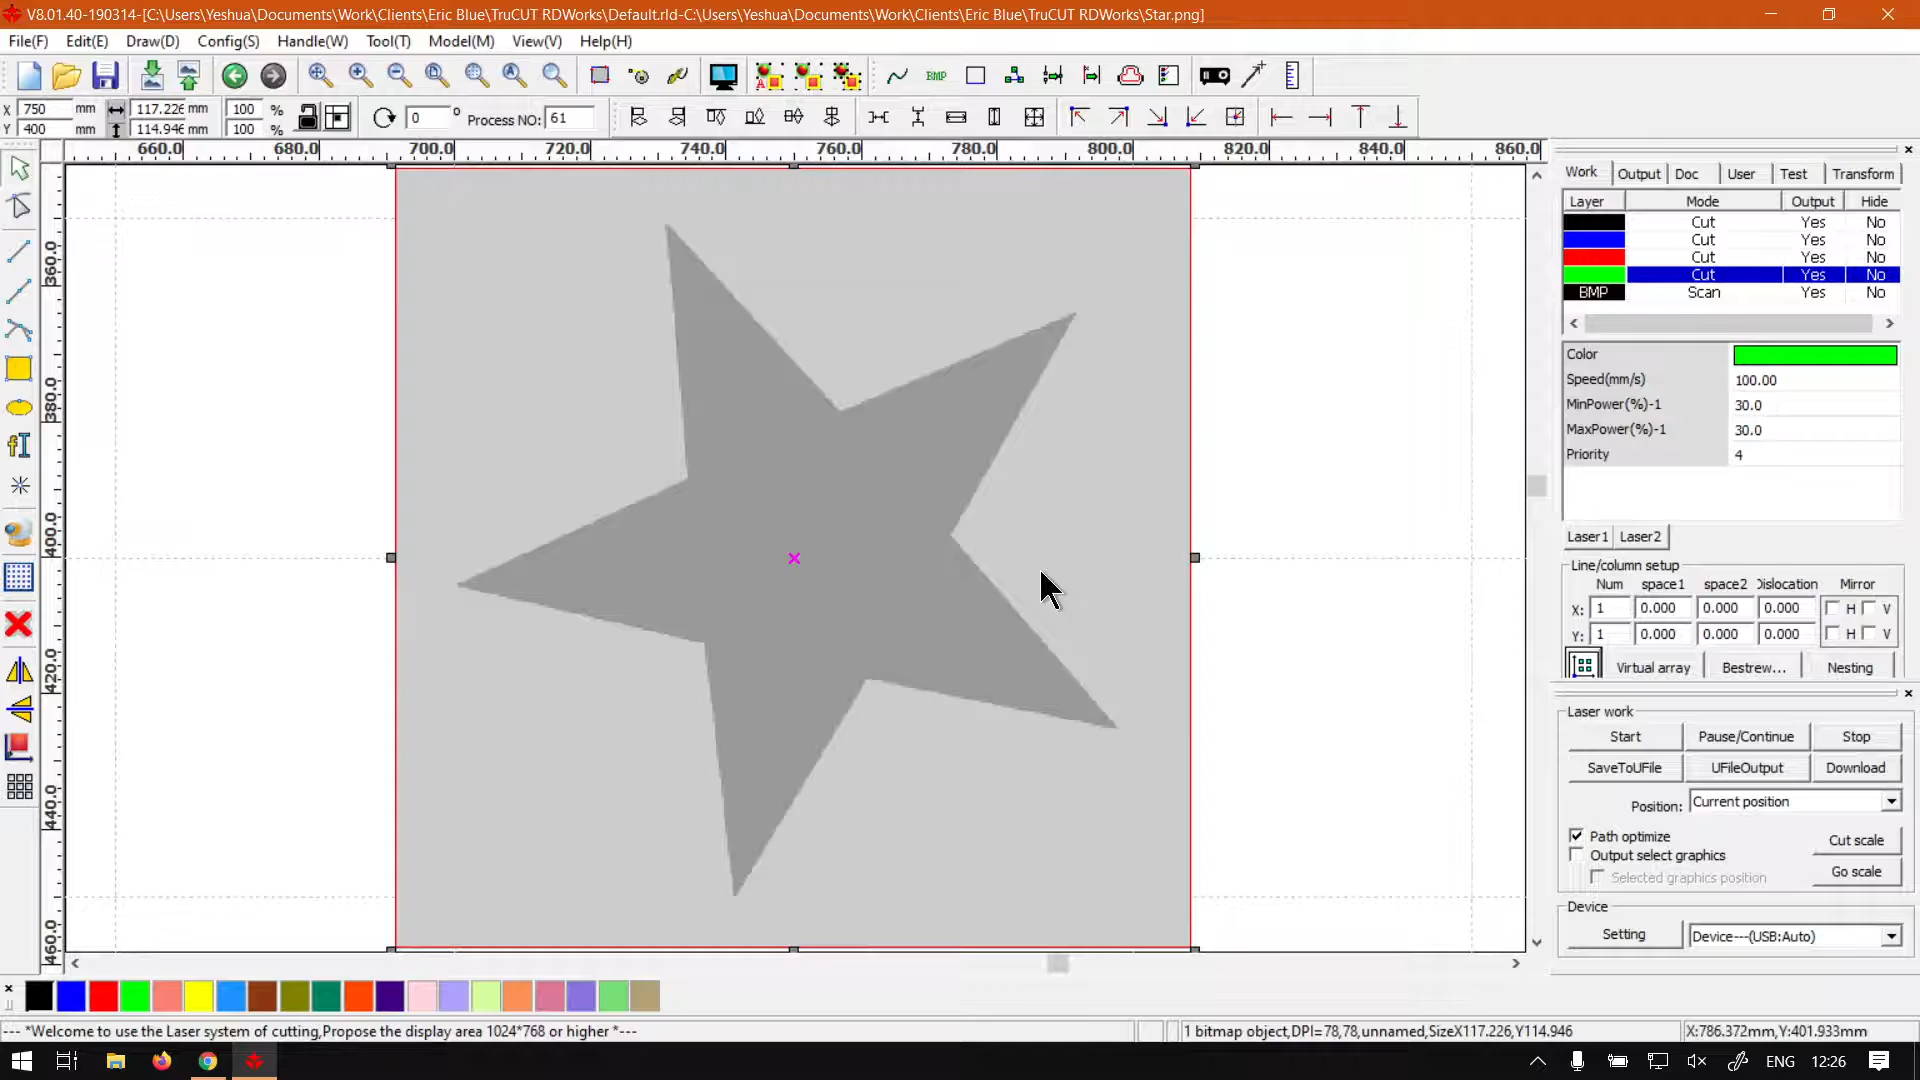 V8.01.40-190314-[C:\Users\Yeshua\Documents\Work\Clients\Eric Blue\TruCUT RDWorks\Default.rld-C:\Users\Yeshua\Documents\Work\Clients\Eric Blue\TruCUT RDWorks\Star.png]
File(F) Edit(E) Draw(D) Config(S) Handle(W) Tool(T) Model(M) View(V) Help(H)
BMP
X 750 mm 117.226 mm 100 %
Y 400 mm 114.946 mm 100 %
0 ° Process NO: 61
660.0 680.0 700.0 720.0 740.0 760.0 780.0 800.0 820.0 840.0 860.0
360.0
380.0
400.0
420.0
440.0
460.0
Work Output Doc User Test Transform
Layer Mode Output Hide
Cut Yes No
Cut Yes No
Cut Yes No
Cut Yes No
BMP Scan Yes No
Color
Speed(mm/s) 100.00
MinPower(%)-1 30.0
MaxPower(%)-1 30.0
Priority 4
Laser1 Laser2
Line/column setup
Num space1 space2 Dislocation Mirror
X: 1 0.000 0.000 0.000 H V
Y: 1 0.000 0.000 0.000 H V
Virtual array Bestrew... Nesting
Laser work
Start Pause/Continue Stop
SaveToUFile UFileOutput Download
Position: Current position
Path optimize
Output select graphics
Selected graphics position
Cut scale
Go scale
Device
Setting Device---(USB:Auto)
--- *Welcome to use the Laser system of cutting,Propose the display area 1024*768 or higher *---
1 bitmap object,DPI=78,78,unnamed,SizeX117.226,Y114.946
X:786.372mm,Y:401.933mm
ENG 12:26